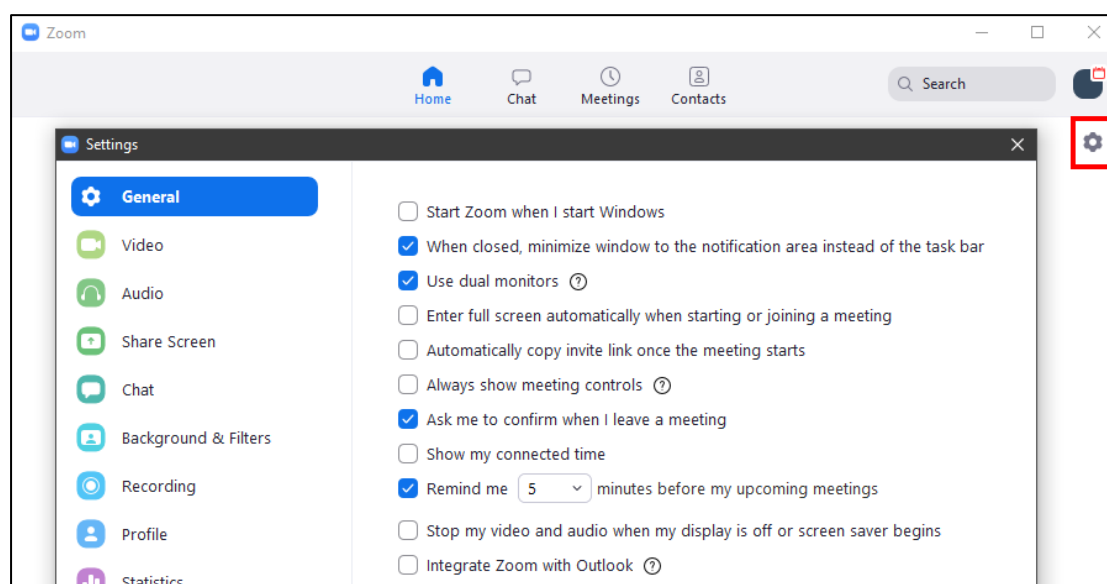 Zoom
Home Chat Meetings Contacts Search
Settings
General
Video
Audio
Share Screen
Chat
Background & Filters
Recording
Profile
Statistics
Start Zoom when I start Windows
When closed, minimize window to the notification area instead of the task bar
Use dual monitors ?
Enter full screen automatically when starting or joining a meeting
Automatically copy invite link once the meeting starts
Always show meeting controls ?
Ask me to confirm when I leave a meeting
Show my connected time
Remind me 5 minutes before my upcoming meetings
Stop my video and audio when my display is off or screen saver begins
Integrate Zoom with Outlook ?